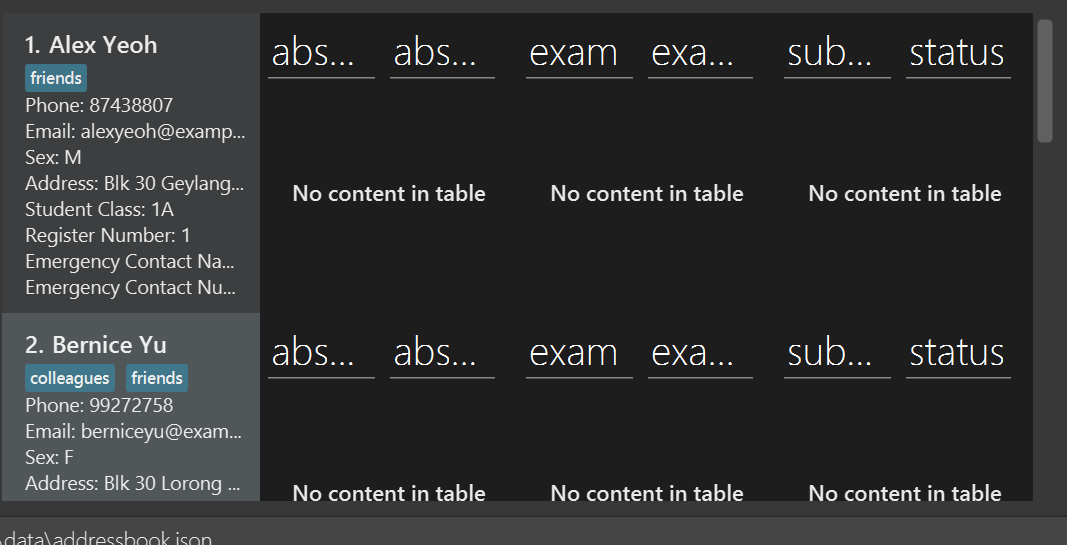 1. Alex Yeoh
friends
Phone: 87438807
Email: alexyeoh@examp...
Sex: M
Address: Blk 30 Geylang...
Student Class: 1A
Register Number: 1
Emergency Contact Na...
Emergency Contact Nu...
abs... abs... exam exa... sub... status
No content in table No content in table No content in table
2. Bernice Yu
colleagues friends
Phone: 99272758
Email: berniceyu@exam...
Sex: F
Address: Blk 30 Lorong ...
abs... abs... exam exa... sub... status
No content in table No content in table No content in table
\data\addressbook.json